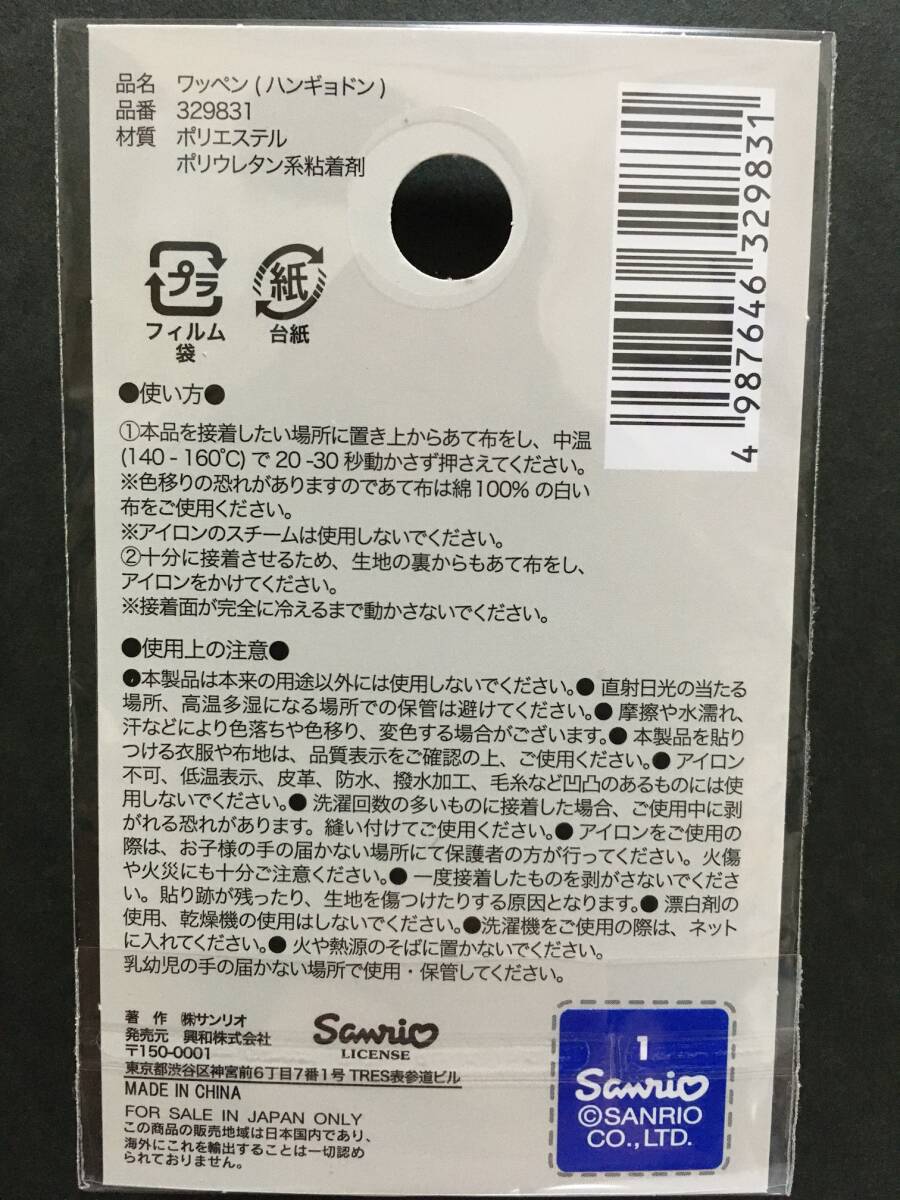 品名 ワッペン(ハンギョドン)
品番 329831
材質 ポリエステル
ポリウレタン系粘着剤
4 987646 329831
プラ
フィルム
袋
紙
台紙
●使い方●
①本品を接着したい場所に置き上からあて布をし、中温
(140-160℃)で20-30秒動かさず押さえてください。
※色移りの恐れがありますのであて布は綿100%の白い
布をご使用ください。
※アイロンのスチームは使用しないでください。
②十分に接着させるため、生地の裏からもあて布をし、
アイロンをかけてください。
※接着面が完全に冷えるまで動かさないでください。
●使用上の注意●
●本製品は本来の用途以外には使用しないでください。●直射日光の当たる
場所、高温多湿になる場所での保管は避けてください。●摩擦や水濡れ、
汗などにより色落ちや色移り、変色する場合がございます。●本製品を貼り
つける衣服や布地は、品質表示をご確認の上、ご使用ください。●アイロン
不可、低温表示、皮革、防水、撥水加工、毛糸など凹凸のあるものには使
用しないでください。●洗濯回数の多いものに接着した場合、ご使用中に剥
がれる恐れがあります。縫い付けてご使用ください。●アイロンをご使用の
際は、お子様の手の届かない場所にて保護者の方が行ってください。火傷
や火災にも十分ご注意ください。●一度接着したものを剥がさないでくださ
い。貼り跡が残ったり、生地を傷つけたりする原因となります。●漂白剤の
使用、乾燥機の使用はしないでください。●洗濯機をご使用の際は、ネット
に入れてください。●火や熱源のそばに置かないでください。
乳幼児の手の届かない場所で使用・保管してください。
著 作 ㈱サンリオ
発売元 興和株式会社
〒150-0001
東京都渋谷区神宮前6丁目7番1号 TRES表参道ビル
MADE IN CHINA
FOR SALE IN JAPAN ONLY
この商品の販売地域は日本国内であり、
海外にこれを輸出することは一切認め
られておりません。
Sanrio
LICENSE
1
Sanrio
©SANRIO
CO.,LTD.